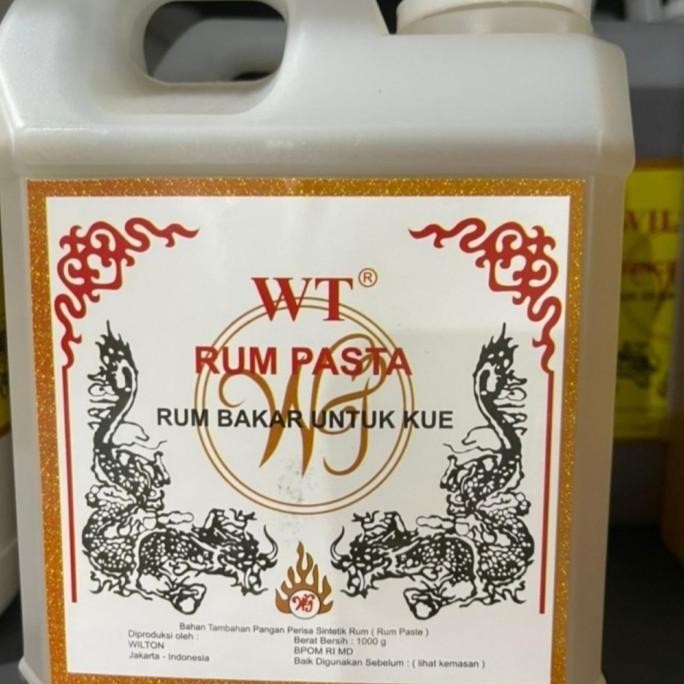 WT®
RUM PASTA
RUM BAKAR UNTUK KUE
Bahan Tambahan Pangan Perisa Sintetik Rum ( Rum Paste )
Diproduksi oleh :
WILTON
Jakarta - Indonesia
Berat Bersih : 1000 g
BPOM RI MD
Baik Digunakan Sebelum : ( lihat kemasan )
WIL